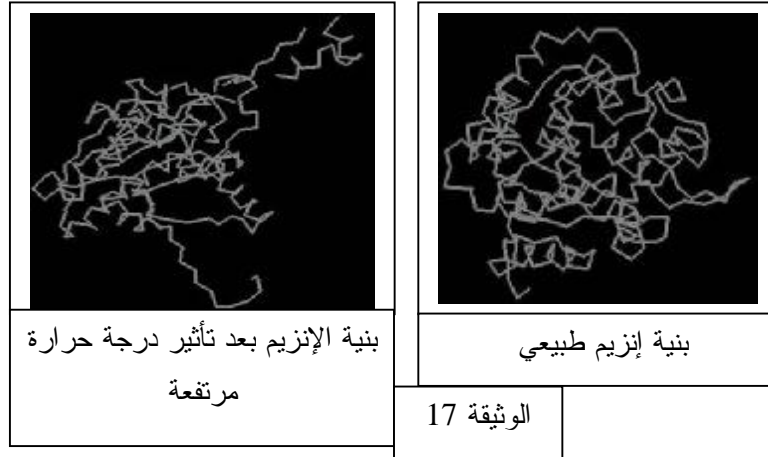 بنية إنزيم طبيعي
بنية الإنزيم بعد تأثير درجة حرارة
مرتفعة
الوثيقة 17